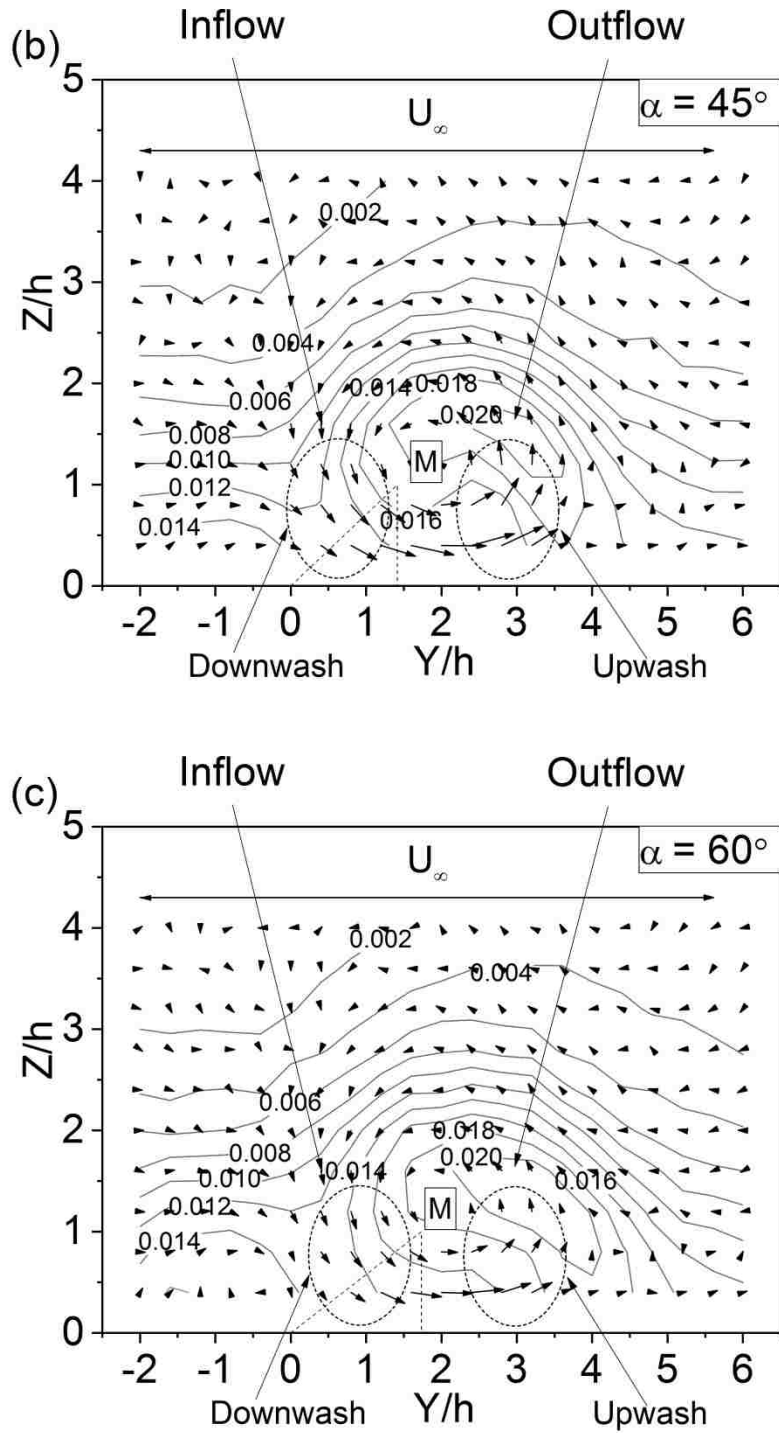 (b)
Inflow
Outflow
α = 45°
U∞
Z/h
5
4
3
2
1
0
0.002
0.004
0.006
0.008
0.010
0.012
0.014
0.014
0.018
0.020
0.016
M
-2 -1 0 1 2 3 4 5 6
Downwash
Y/h
Upwash
(c)
Inflow
Outflow
α = 60°
U∞
Z/h
5
4
3
2
1
0
0.002
0.004
0.006
0.008
0.010
0.012
0.014
0.014
0.018
0.020
0.016
M
-2 -1 0 1 2 3 4 5 6
Downwash
Y/h
Upwash